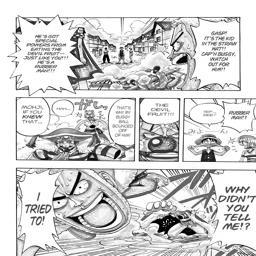 GASP!
IT'S THE KID
IN THE STRAW
HAT!!
CAP'N BUGGY,
WATCH
OUT FOR
HIM!!
HE'S GOT
SPECIAL
POWERS FROM
EATING THE
DEVIL FRUIT--
JUST LIKE YOU!!!
HE'S A
RUBBER
MAN!!!
RUBBER
MAN?
THE
DEVIL
FRUIT!!!
THAT'S
WHY MY
BUGGY
BALL
BOUNCED
OFF OF
HIM!
MOHJI,
IF YOU
KNEW
THAT...
WHY
DIDN'T
YOU
TELL
ME!?
I
TRIED
TO!